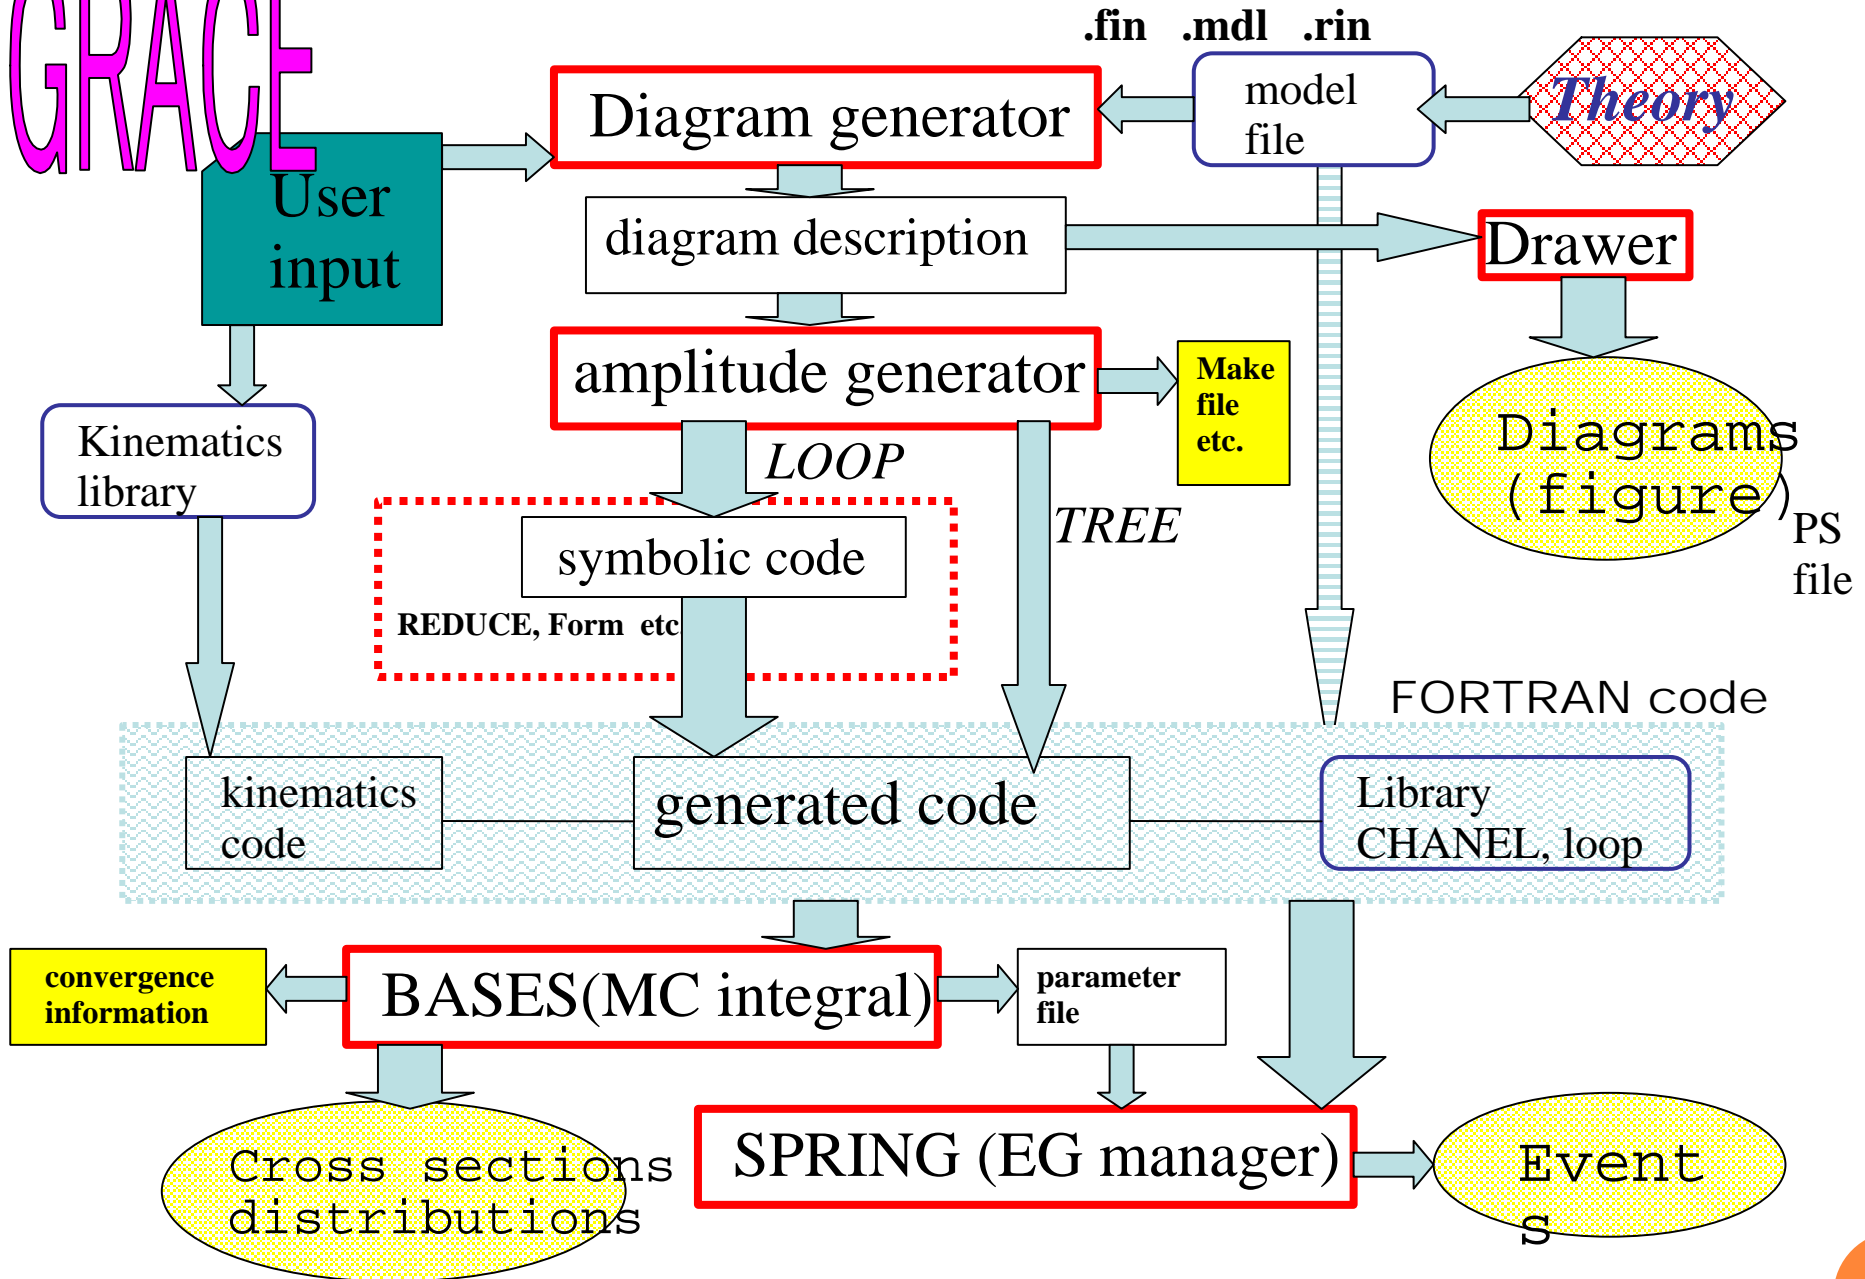 GRACE
.fin .mdl .rin
Diagram generator
model
file
Theory
User
input
diagram description
Drawer
amplitude generator
Make
file
etc.
Kinematics
library
LOOP
TREE
Diagrams
(figure)
PS
file
symbolic code
REDUCE, Form etc.
FORTRAN code
kinematics
code
generated code
Library
CHANEL, loop
convergence
information
BASES(MC integral)
parameter
file
Cross sections
distributions
SPRING (EG manager)
Event
s